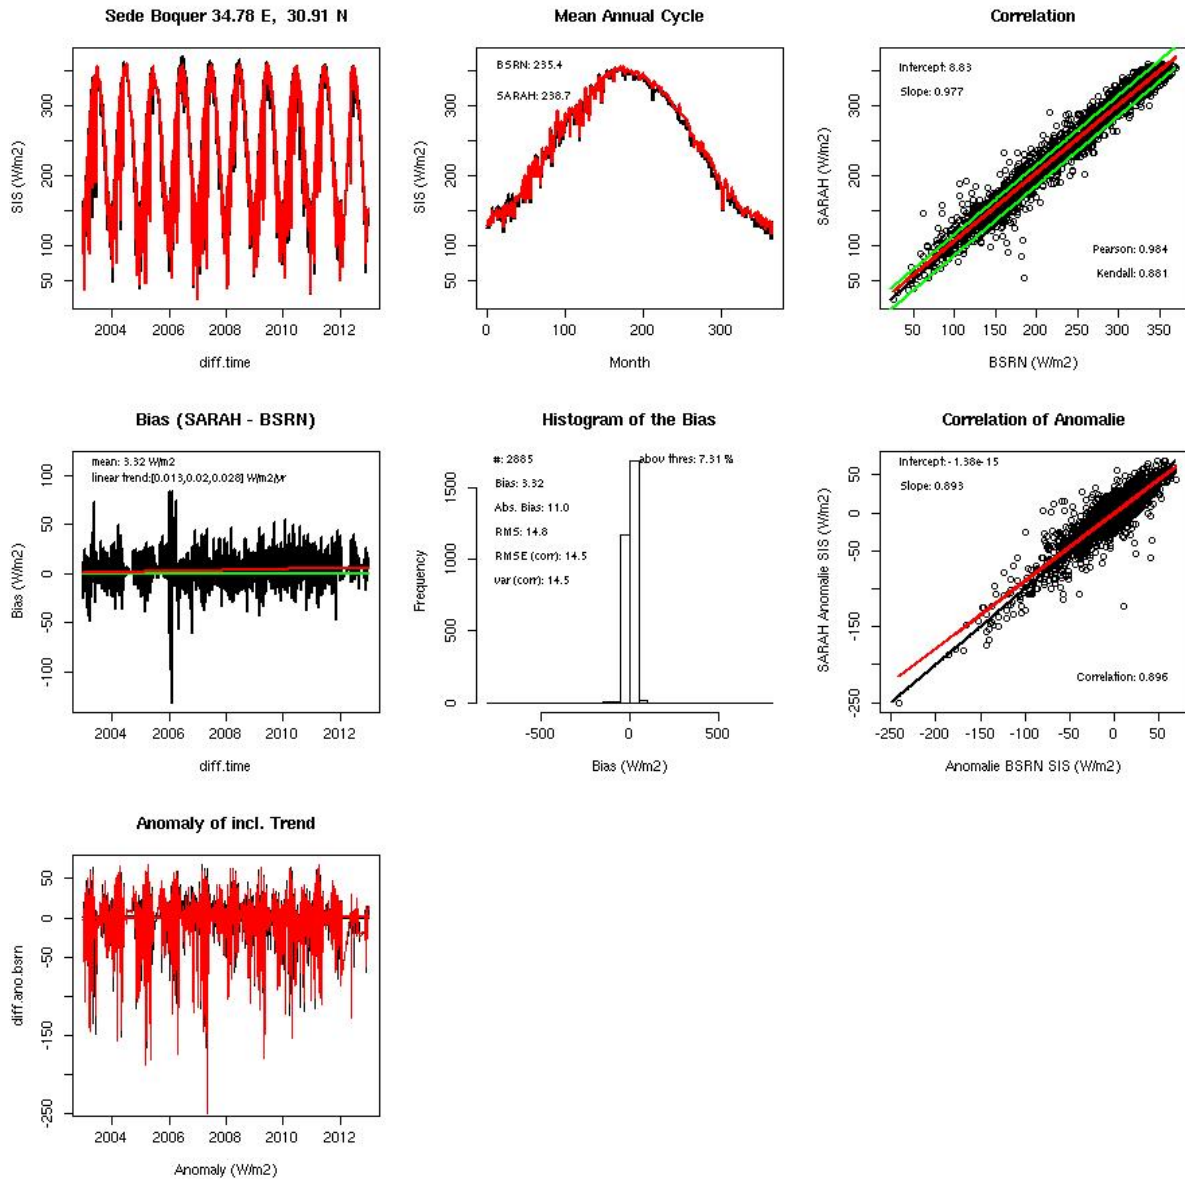 Sede Boquer 34.78 E, 30.91 N
SIS (W/m2)
50
100
200
300
2004
2006
2008
2010
2012
diff.time
Mean Annual Cycle
BSRN: 235.4
SARAH: 238.7
SIS (W/m2)
50
100
200
300
0
100
200
300
Month
Correlation
Intercept: 8.83
Slope: 0.977
Pearson: 0.984
Kendall: 0.881
SARAH (W/m2)
50
100
200
300
50
100
150
200
250
300
350
BSRN (W/m2)
Bias (SARAH - BSRN)
mean: 3.32 W/m2
linear trend:[0.013,0.02,0.028] W/m2/yr
Bias (W/m2)
-100
-50
0
50
100
2004
2006
2008
2010
2012
diff.time
Histogram of the Bias
#: 2885
abov thres: 7.31 %
Bias: 3.32
Abs. Bias: 11.0
RMS: 14.8
RMSE (corr): 14.5
var (corr): 14.5
Frequency
0
500
1000
1500
-500
0
500
Bias (W/m2)
Correlation of Anomalie
Intercept: -1.38e-15
Slope: 0.893
Correlation: 0.896
SARAH Anomalie SIS (W/m2)
-250
-150
-50
0
50
-250
-200
-150
-100
-50
0
50
Anomalie BSRN SIS (W/m2)
Anomaly of incl. Trend
diff.ano.bsrn
-250
-150
-50
0
50
2004
2006
2008
2010
2012
Anomaly (W/m2)